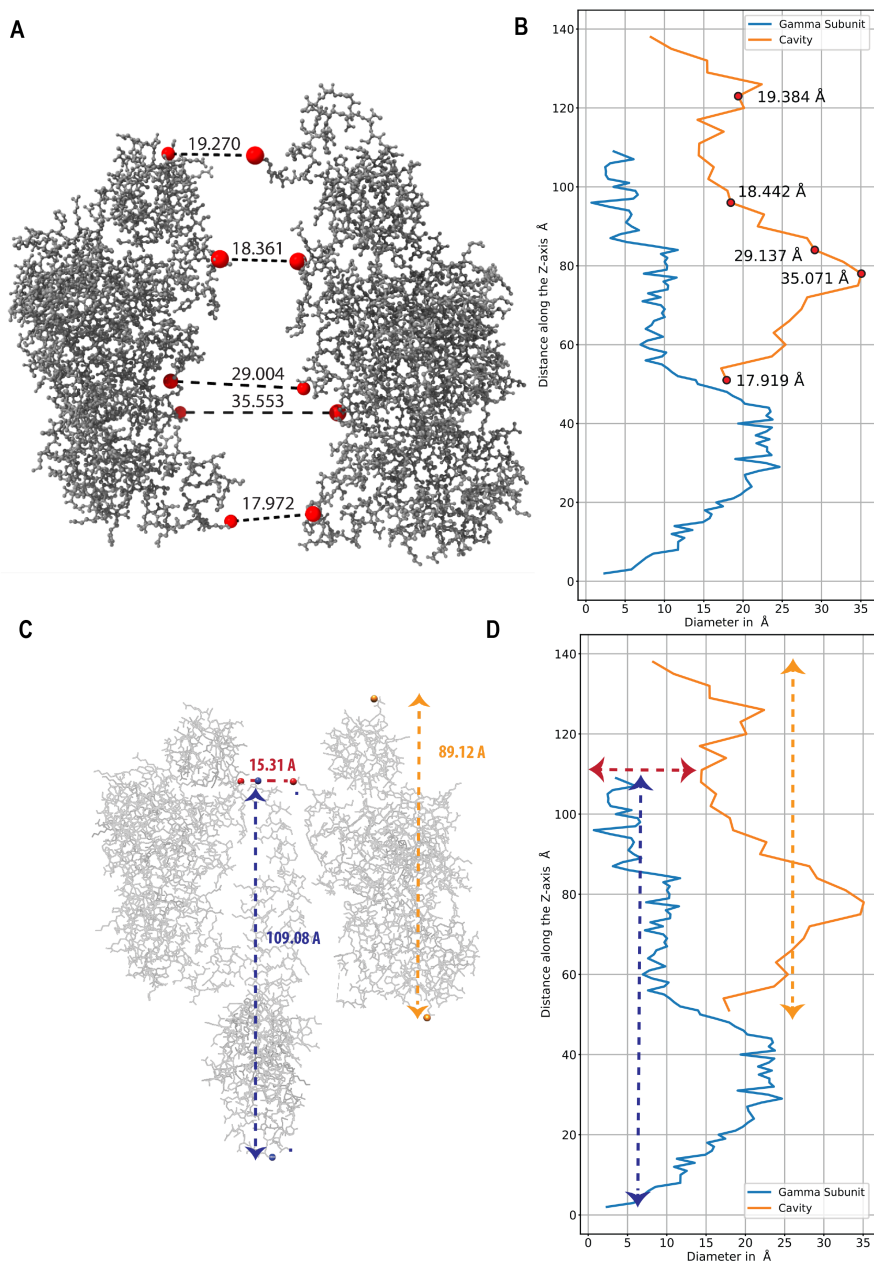 A
19.270
18.361
29.004
35.553
17.972
B
Gamma Subunit
Cavity
140
120
100
80
60
40
20
0
Distance along the Z-axis Å
19.384 Å
18.442 Å
29.137 Å
35.071 Å
17.919 Å
0 5 10 15 20 25 30 35
Diameter in Å
C
15.31 A
89.12 A
109.08 A
D
140
120
100
80
60
40
20
0
Distance along the Z-axis Å
Gamma Subunit
Cavity
0 5 10 15 20 25 30 35
Diameter in Å